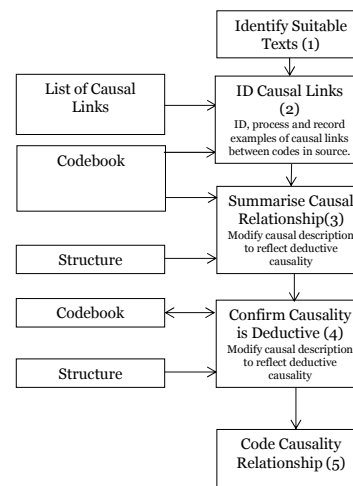 Identify Suitable
Texts (1)
List of Causal
Links
ID Causal Links
(2)
ID, process and record
examples of causal links
between codes in source.
Codebook
Summarise Causal
Relationship(3)
Modify causal description
to reflect deductive
causality
Structure
Codebook
Confirm Causality
is Deductive (4)
Modify causal description
to reflect deductive
causality
Structure
Code Causality
Relationship (5)